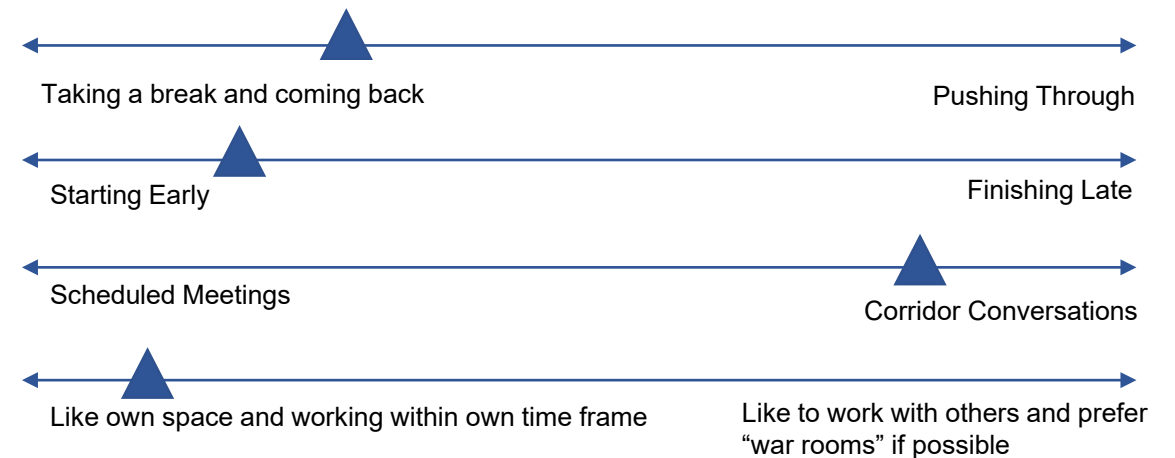 Taking a break and coming back
Pushing Through
Starting Early
Finishing Late
Scheduled Meetings
Corridor Conversations
Like own space and working within own time frame
Like to work with others and prefer
“war rooms” if possible